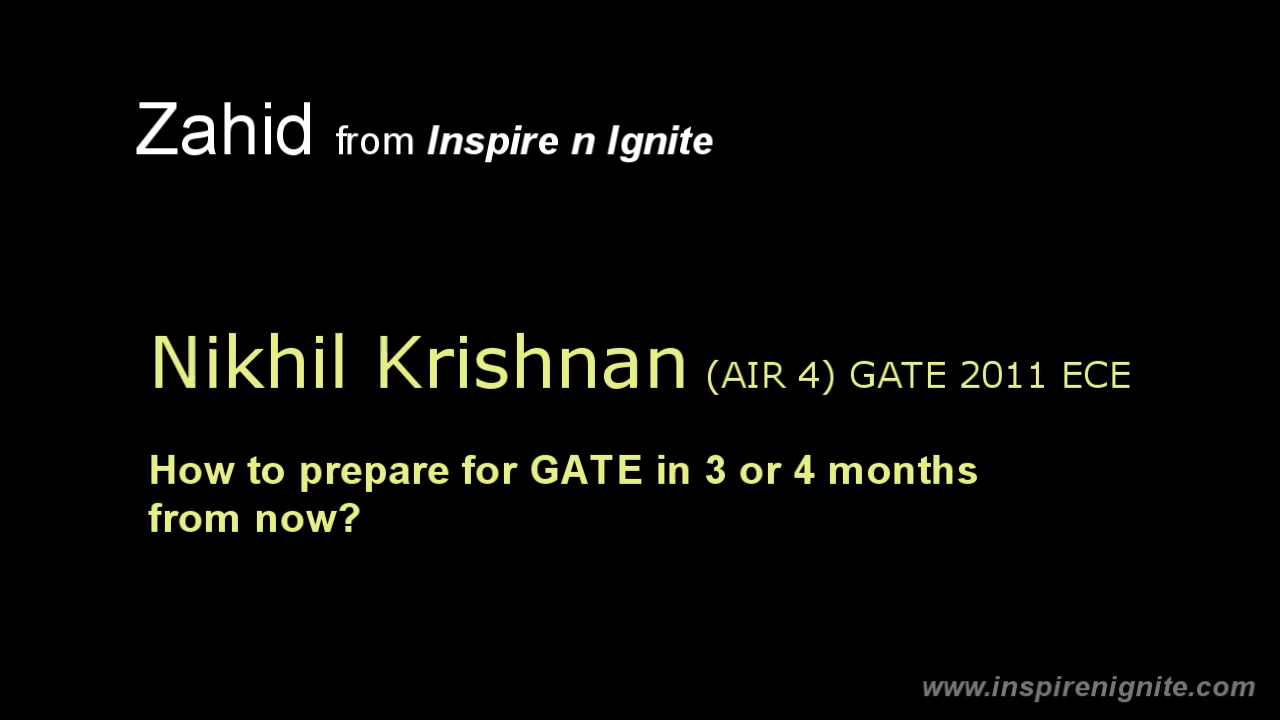 Zahid from Inspire n Ignite
Nikhil Krishnan (AIR 4) GATE 2011 ECE
How to prepare for GATE in 3 or 4 months
from now?
www.inspirenignite.com